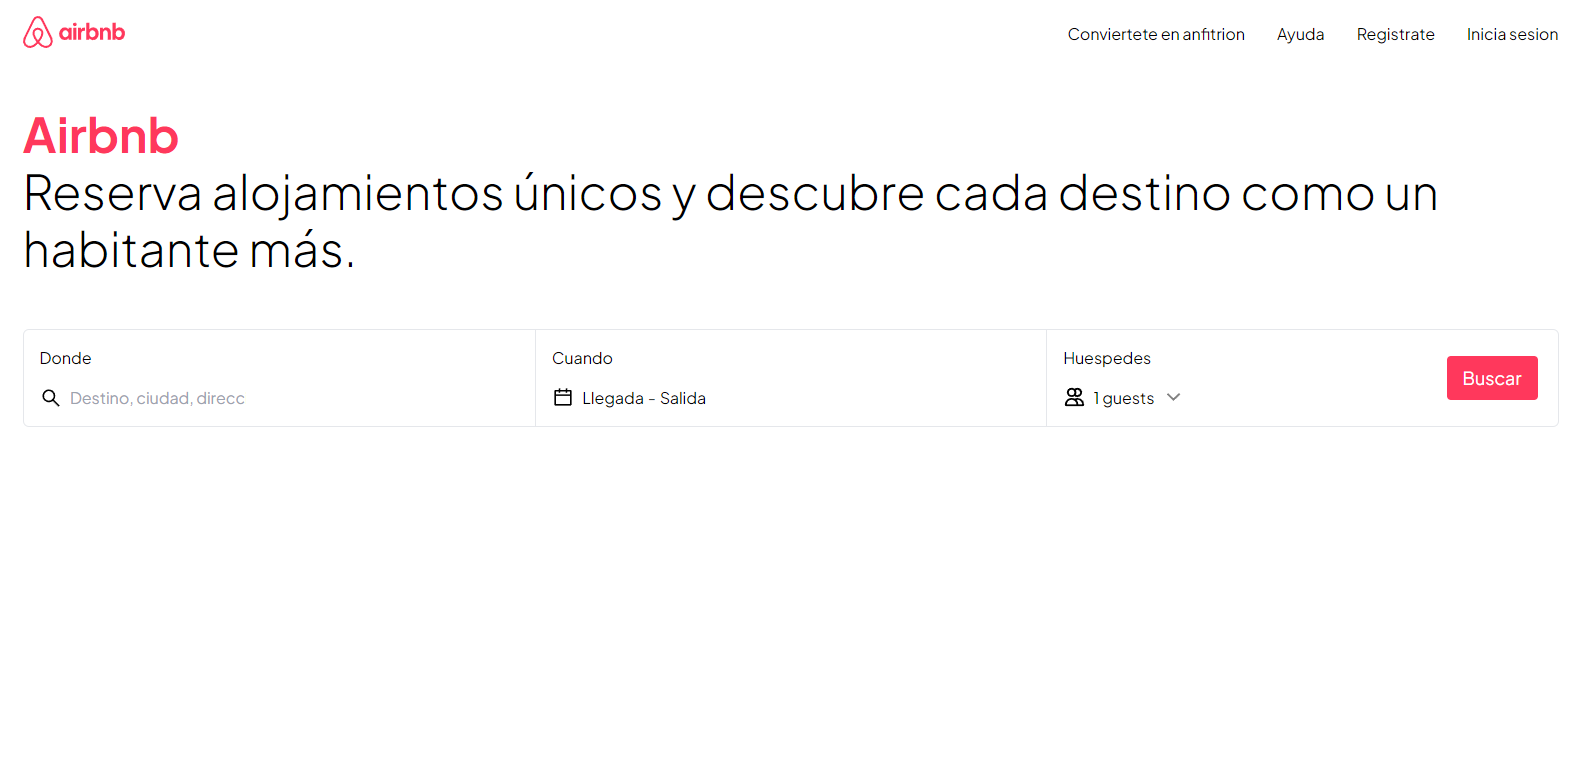 airbnb
Conviertete en anfitrion
Ayuda
Registrate
Inicia sesion
Airbnb
Reserva alojamientos únicos y descubre cada destino como un
habitante más.
Donde
Destino, ciudad, direcc
Cuando
Llegada - Salida
Huespedes
1 guests
Buscar